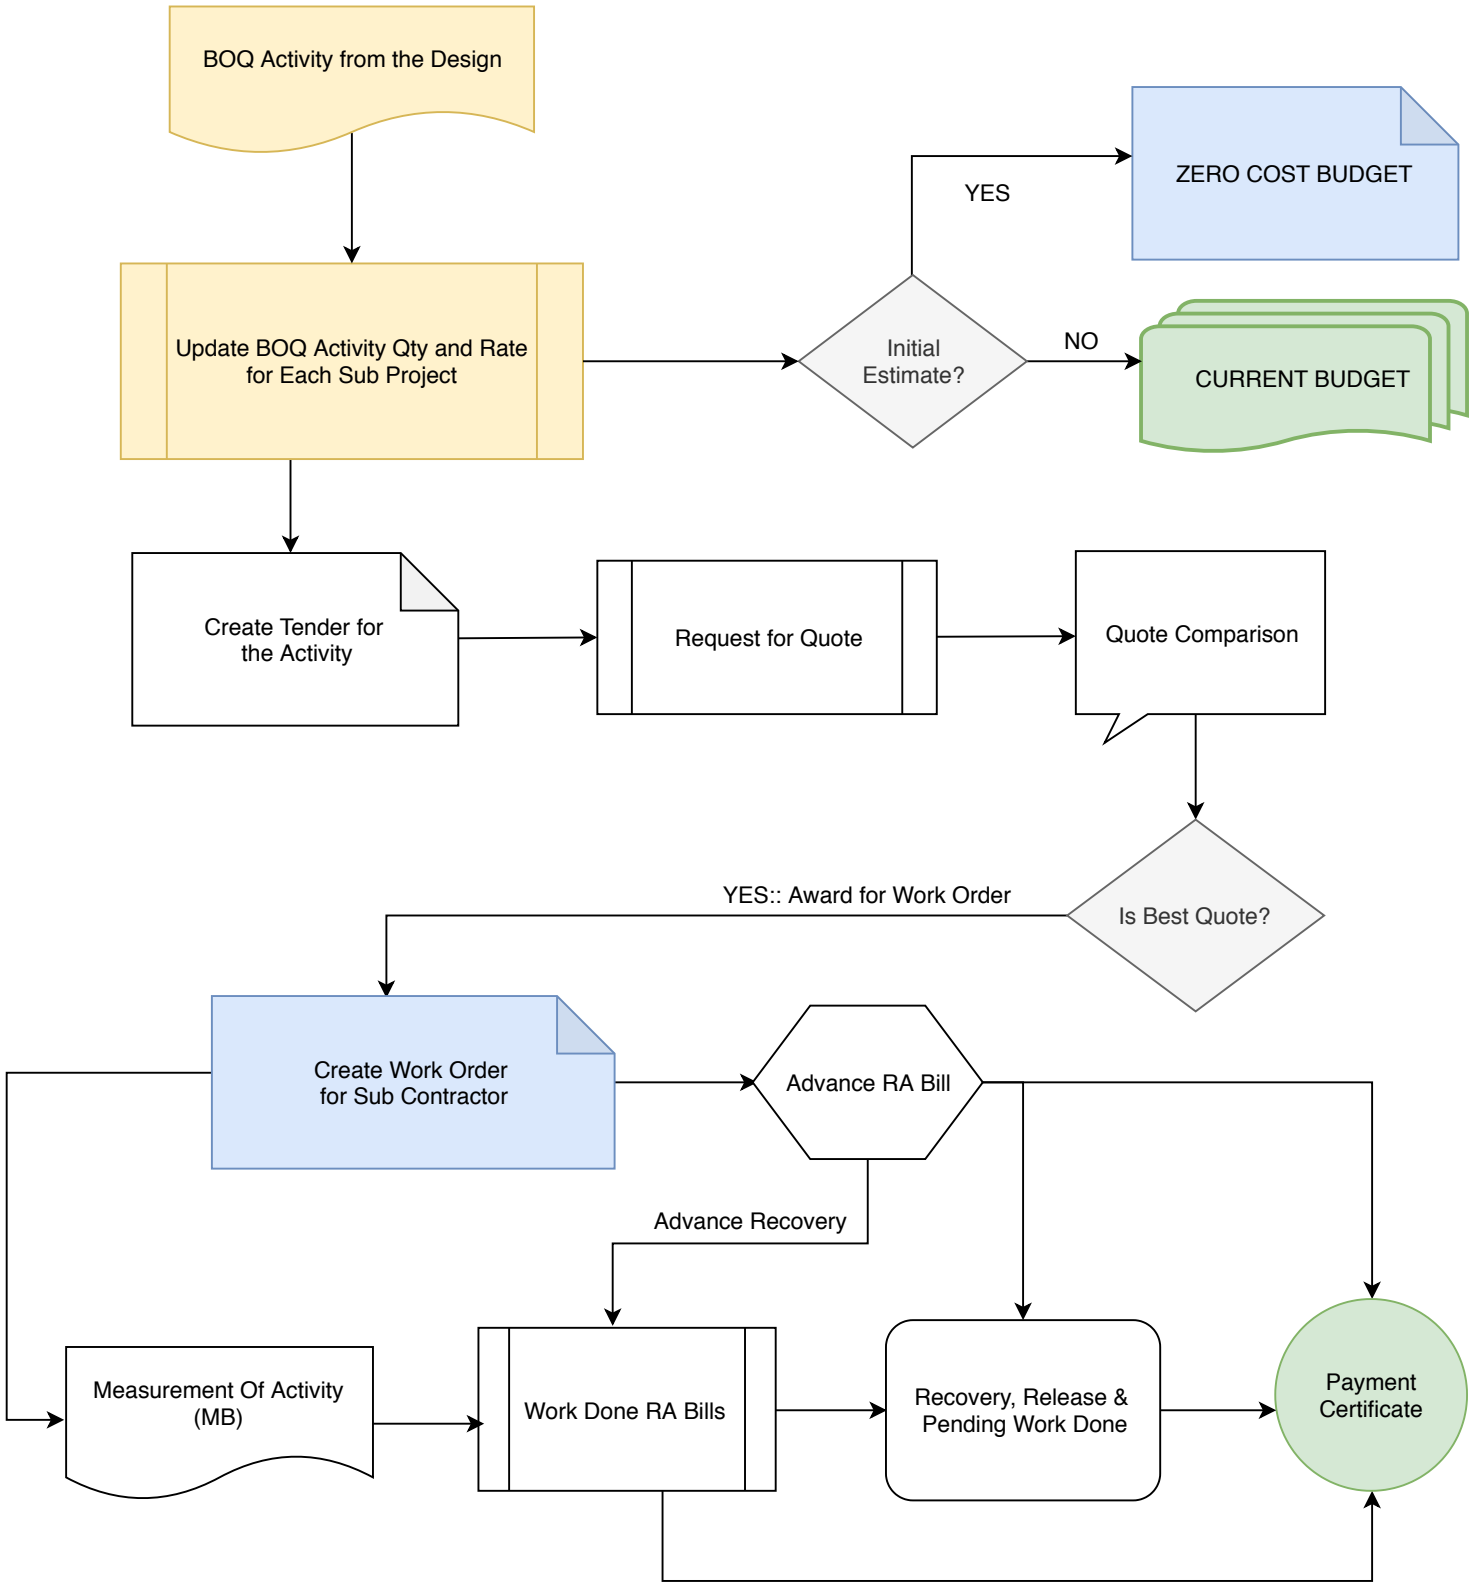 BOQ Activity from the Design
YES
ZERO COST BUDGET
Update BOQ Activity Qty and Rate
for Each Sub Project
Initial
Estimate?
NO
CURRENT BUDGET
Create Tender for
the Activity
Request for Quote
Quote Comparison
YES:: Award for Work Order
Is Best Quote?
Create Work Order
for Sub Contractor
Advance RA Bill
Advance Recovery
Measurement Of Activity
(MB)
Work Done RA Bills
Recovery, Release &
Pending Work Done
Payment
Certificate